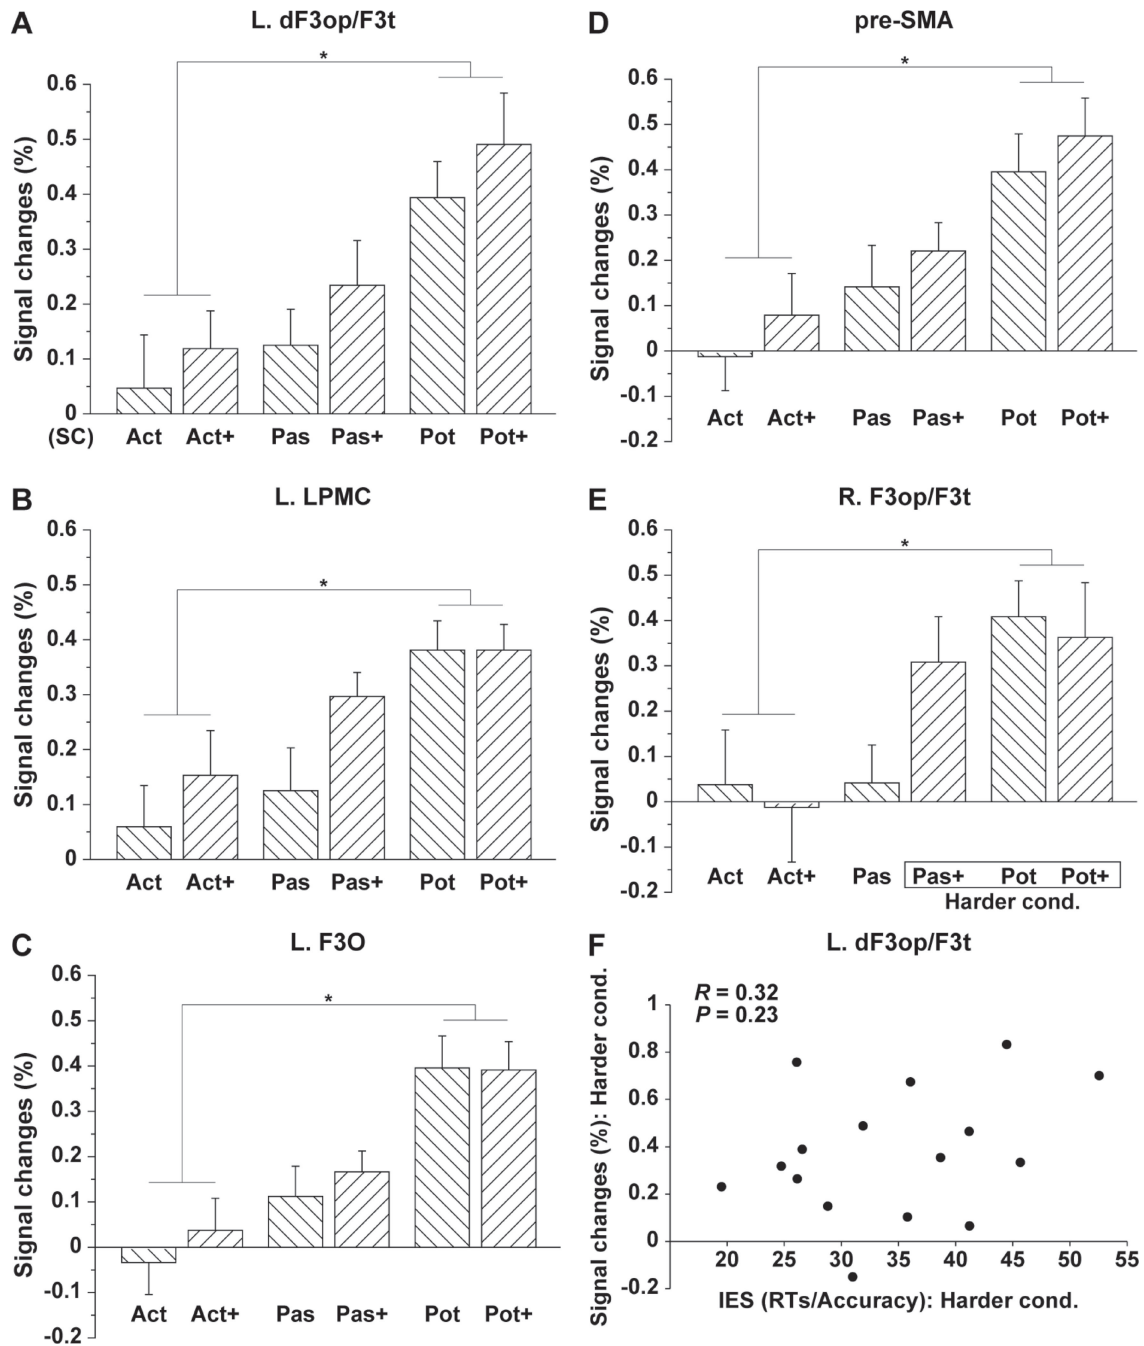 A
L. dF3op/F3t
*
Signal changes (%)
0.6
0.5
0.4
0.3
0.2
0.1
0
(SC) Act Act+ Pas Pas+ Pot Pot+
B
L. LPMC
*
Signal changes (%)
0.6
0.5
0.4
0.3
0.2
0.1
0
Act Act+ Pas Pas+ Pot Pot+
C
L. F3O
*
Signal changes (%)
0.6
0.5
0.4
0.3
0.2
0.1
0
-0.1
-0.2
Act Act+ Pas Pas+ Pot Pot+
D
pre-SMA
*
Signal changes (%)
0.6
0.5
0.4
0.3
0.2
0.1
0
-0.1
-0.2
Act Act+ Pas Pas+ Pot Pot+
E
R. F3op/F3t
*
Signal changes (%)
0.6
0.5
0.4
0.3
0.2
0.1
0
-0.1
-0.2
Act Act+ Pas Pas+ Pot Pot+
Harder cond.
F
L. dF3op/F3t
R = 0.32
P = 0.23
Signal changes (%): Harder cond.
1
0.8
0.6
0.4
0.2
0
-0.2
20 25 30 35 40 45 50 55
IES (RTs/Accuracy): Harder cond.